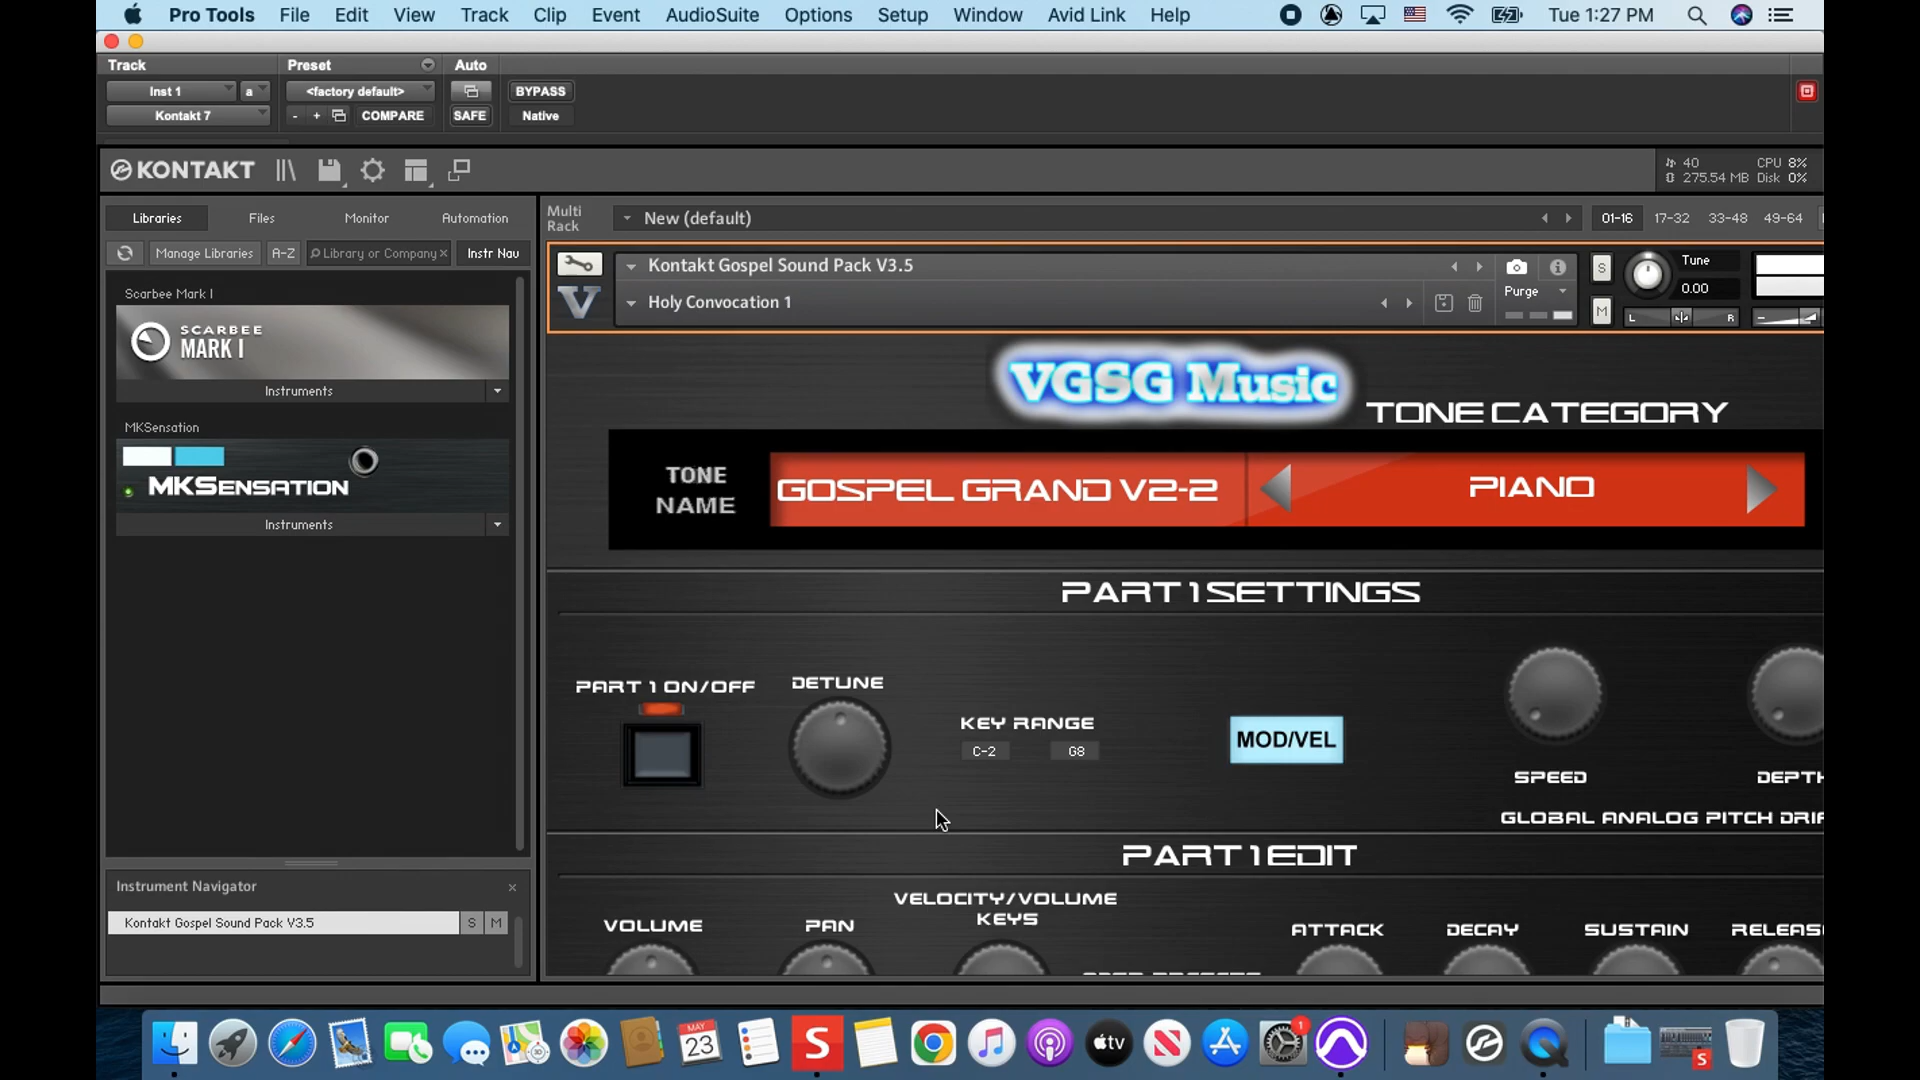 Pro Tools File Edit View Track Clip Event AudioSuite Options Setup Window Avid Link Help Tue 1:27 PM
Track Preset Auto
Inst 1 a <factory default> BYPASS
Kontakt 7 - + COMPARE SAFE Native
KONTAKT 40 CPU 8%
275.54 MB Disk 0%
Libraries Files Monitor Automation
Multi Rack New (default) 01-16 17-32 33-48 49-64
Manage Libraries A-Z Library or Company × Instr Nav
Kontakt Gospel Sound Pack V3.5 S Tune
Purge 0.00
Holy Convocation 1 M L R
Scarbee Mark I
SCARBEE
MARK I
Instruments
MKSensation
MKSENSATION
Instruments
VGSG Music
TONE CATEGORY
TONE NAME GOSPEL GRAND V2-2 PIANO
PART 1 SETTINGS
PART 1 ON/OFF DETUNE
KEY RANGE
C-2 G8
MOD/VEL
SPEED DEPTH
GLOBAL ANALOG PITCH DRIF
PART 1 EDIT
VELOCITY/VOLUME
KEYS
VOLUME PAN ATTACK DECAY SUSTAIN RELEAS
Instrument Navigator ×
Kontakt Gospel Sound Pack V3.5 S M
MAY
23
S
tv
1
S